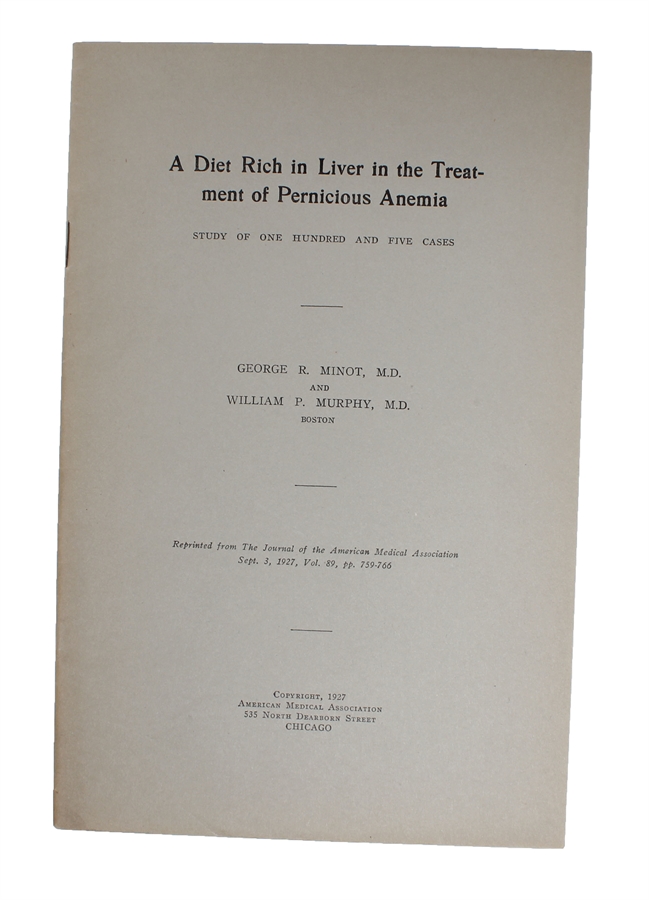 A Diet Rich in Liver in the Treat-
ment of Pernicious Anemia
STUDY OF ONE HUNDRED AND FIVE CASES
GEORGE R. MINOT, M.D.
AND
WILLIAM P. MURPHY, M.D.
BOSTON
Reprinted from The Journal of the American Medical Association
Sept. 3, 1927, Vol. 89, pp. 759-766
COPYRIGHT, 1927
AMERICAN MEDICAL ASSOCIATION
535 NORTH DEARBORN STREET
CHICAGO